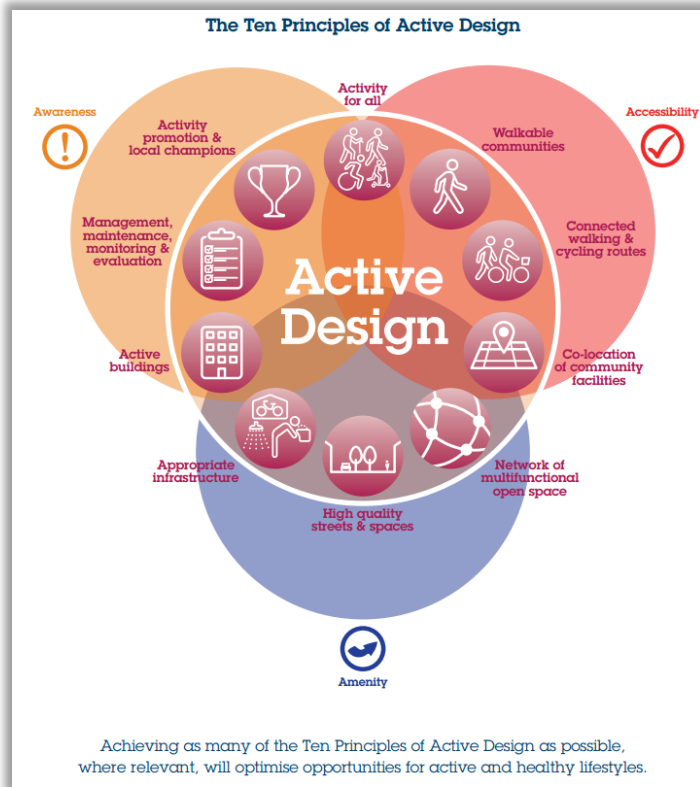 The Ten Principles of Active Design
Activity
for all
Awareness
Accessibility
Activity
promotion &
local champions
Walkable
communities
Management,
maintenance,
monitoring &
evaluation
Connected
walking &
cycling routes
Active
Design
Active
buildings
Co-location
of community
facilities
Appropriate
infrastructure
Network of
multifunctional
open space
High quality
streets & spaces
Amenity
Achieving as many of the Ten Principles of Active Design as possible,
where relevant, will optimise opportunities for active and healthy lifestyles.